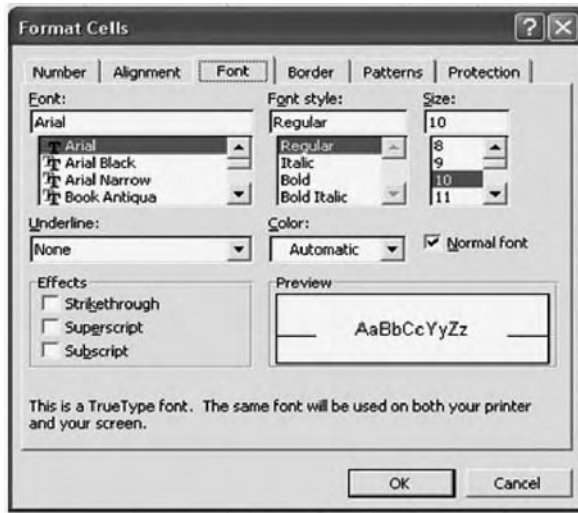 Format Cells
Number Alignment Font Border Patterns Protection
Font: Font style: Size:
Arial Regular 10
Arial Regular 8
Arial Black Italic 9
Arial Narrow Bold 10
Book Antiqua Bold Italic 11
Underline: Color:
None Automatic Normal font
Effects Preview
Strikethrough
Superscript AaBbCcYyZz
Subscript
This is a TrueType font. The same font will be used on both your printer
and your screen.
OK Cancel